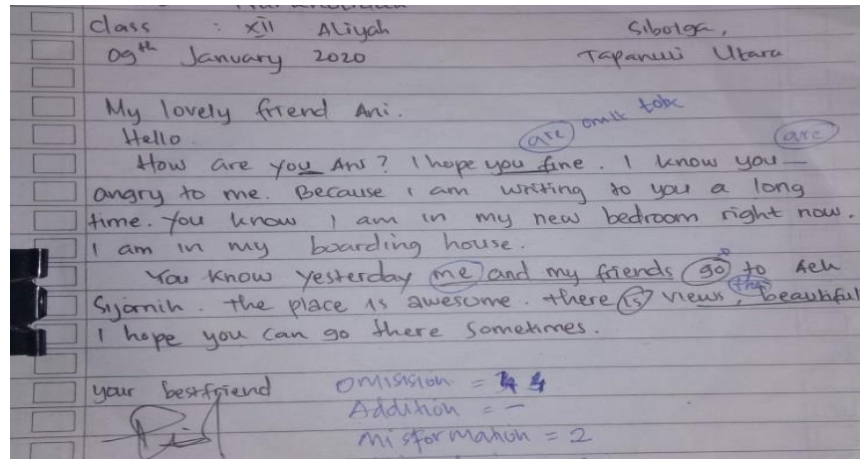 class : XII Aliyah Sibolga,
09th January 2020 Tapanuli Utara
My lovely friend Ani.
are omit tobe are
Hello
How are you Ani? I hope you fine. I know you
angry to me. Because I am writing to you a long
time. You know I am in my new bedroom right now.
I am in my boarding house.
You know yesterday me and my friends go to Aek
Sijornih. the place is awesome. there is views, beautiful
I hope you can go there sometimes.
your bestfriend Omission = 4
Addition = -
Misformation = 2